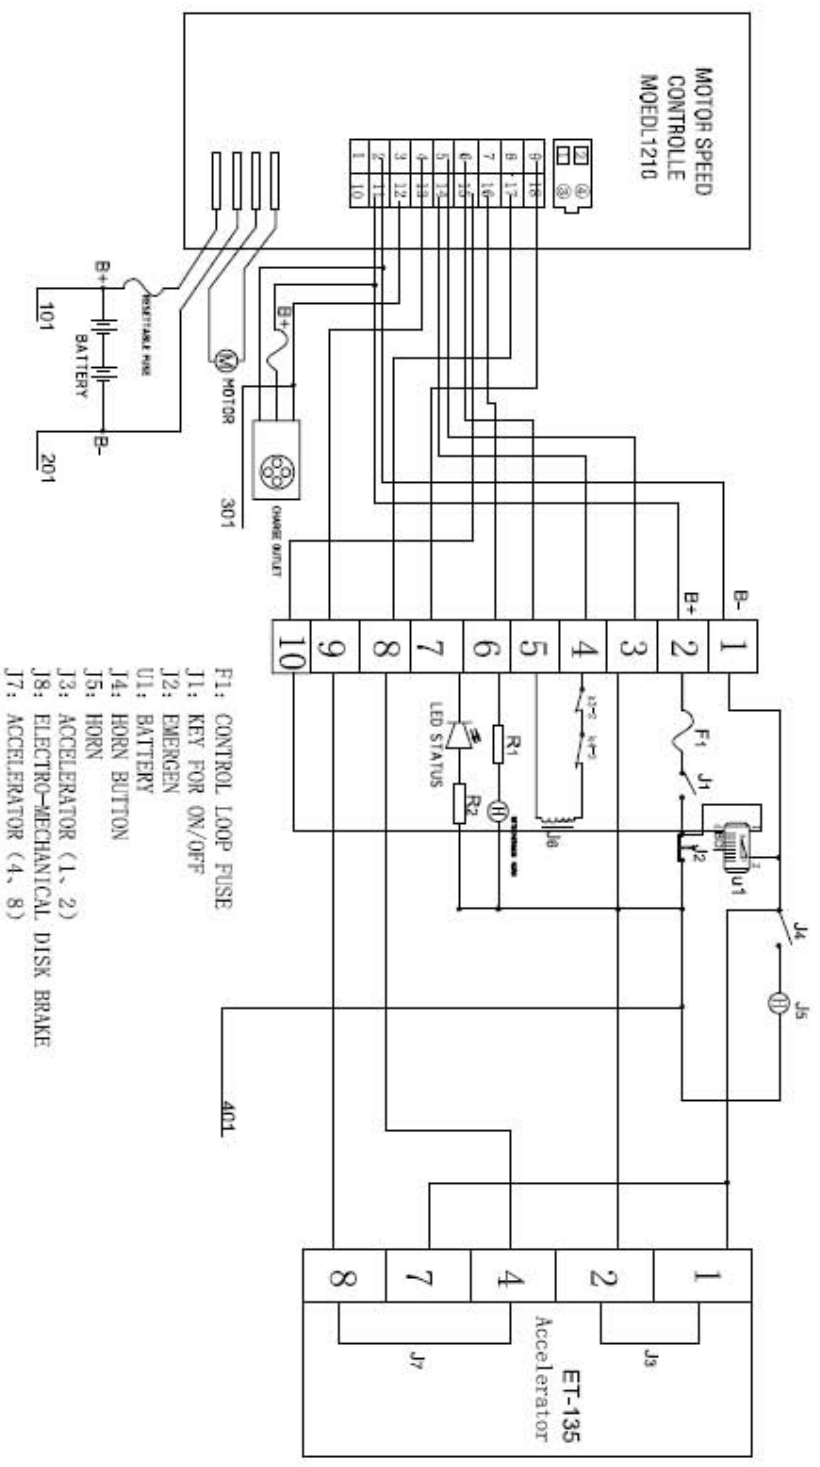 MOTOR SPEED
CONTROLLE
MOEDL1210
2 4
1 3
9 18
8 17
7 16
6 15
5 14
4 13
3 12
2 11
1 10
B+
RESETTABLE FUSE
BATTERY
B-
101
201
M MOTOR
B+
301
CHARGE OUTLET
B-
B+
1
2
3
4
5
6
7
8
9
10
F1
J1
J2
U1
J4
H J5
J6
R1
H
LED STATUS
R2
401
1
2
4
7
8
J3
J7
ET-135
Accelerator
F1: CONTROL LOOP FUSE
J1: KEY FOR ON/OFF
J2: EMERGEN
U1: BATTERY
J4: HORN BUTTON
J5: HORN
J3: ACCELERATOR (1、2)
J8: ELECTRO-MECHANICAL DISK BRAKE
J7: ACCELERATOR (4、8)